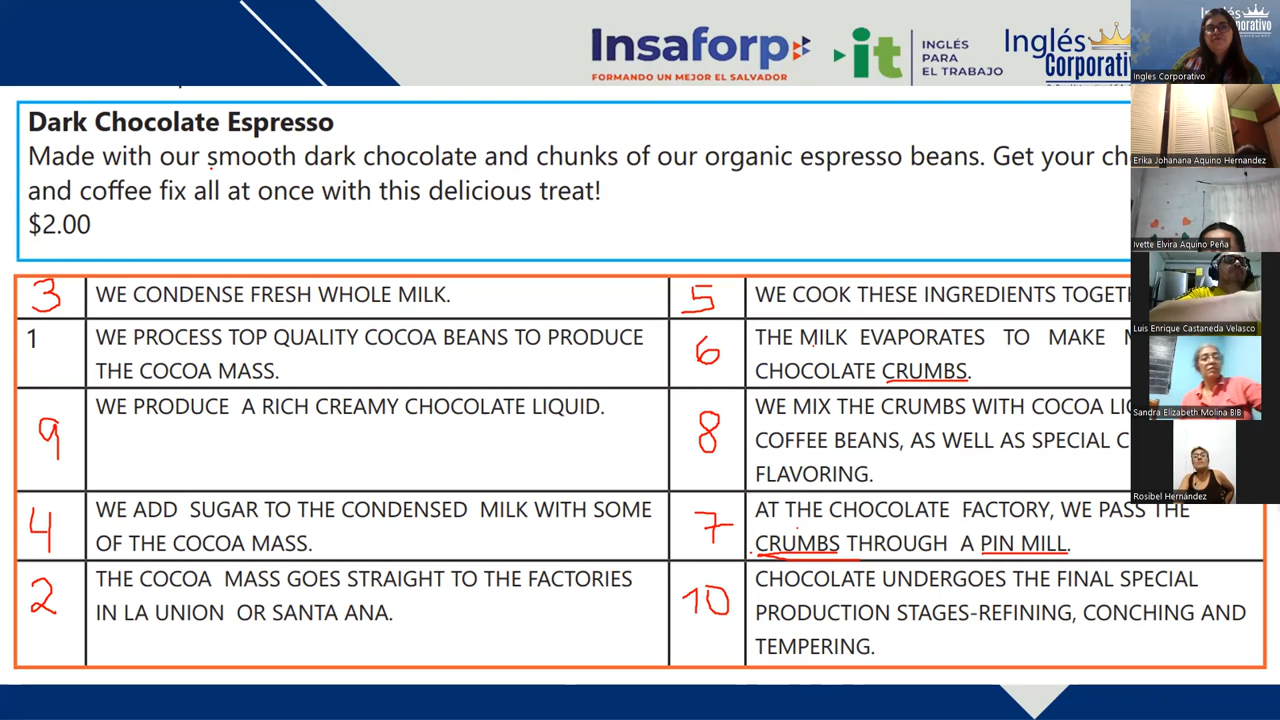 Insaforp
FORMANDO UN MEJOR EL SALVADOR
it
INGLÉS
PARA
EL TRABAJO
Inglés
Corporativo
Ingles Corporativo
Dark Chocolate Espresso
Made with our smooth dark chocolate and chunks of our organic espresso beans. Get your ch
and coffee fix all at once with this delicious treat!
$2.00
Erika Johanana Aquino Hernandez
Ivette Elvira Aquino Peña
Luis Enrique Castaneda Velasco
Sandra Elizabeth Molina BIB
Rosibel Hernández
3 WE CONDENSE FRESH WHOLE MILK.
1 WE PROCESS TOP QUALITY COCOA BEANS TO PRODUCE
THE COCOA MASS.
9 WE PRODUCE A RICH CREAMY CHOCOLATE LIQUID.
4 WE ADD SUGAR TO THE CONDENSED MILK WITH SOME
OF THE COCOA MASS.
2 THE COCOA MASS GOES STRAIGHT TO THE FACTORIES
IN LA UNION OR SANTA ANA.
5 WE COOK THESE INGREDIENTS TOGETH
6 THE MILK EVAPORATES TO MAKE M
CHOCOLATE CRUMBS.
8 WE MIX THE CRUMBS WITH COCOA LIQ
COFFEE BEANS, AS WELL AS SPECIAL C
FLAVORING.
7 AT THE CHOCOLATE FACTORY, WE PASS THE
CRUMBS THROUGH A PIN MILL.
10 CHOCOLATE UNDERGOES THE FINAL SPECIAL
PRODUCTION STAGES-REFINING, CONCHING AND
TEMPERING.